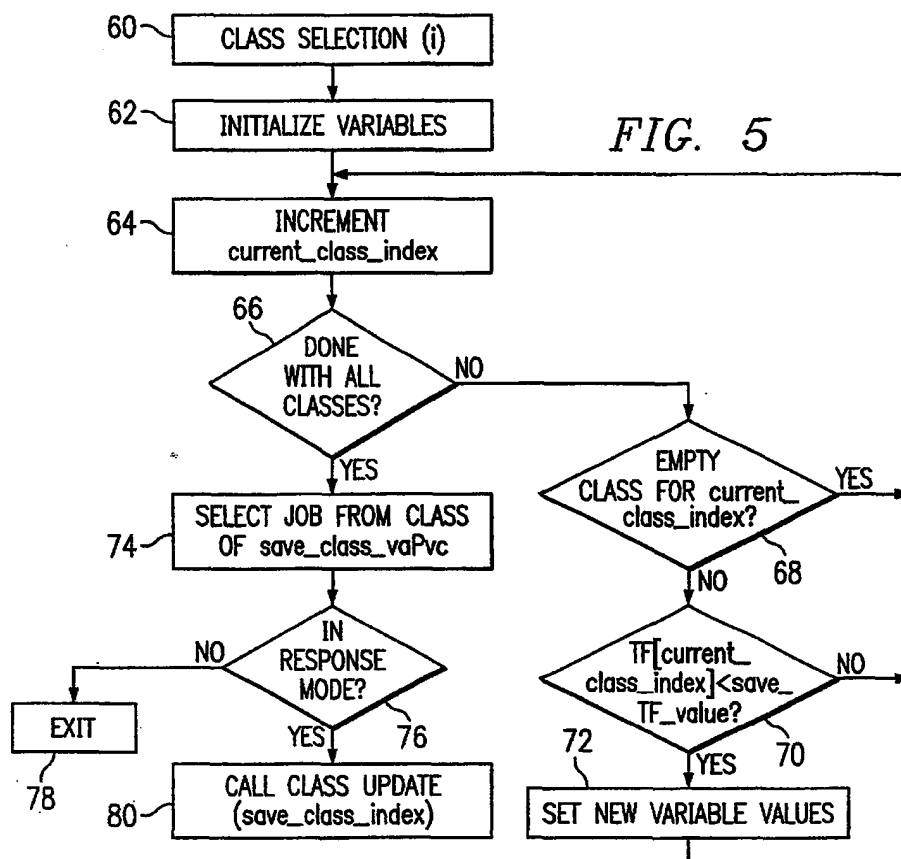 60
CLASS SELECTION (i)
62
INITIALIZE VARIABLES
FIG. 5
64
INCREMENT
current_class_index
66
DONE
WITH ALL
CLASSES?
NO
YES
EMPTY
CLASS FOR current_
class_index?
YES
68
NO
74
SELECT JOB FROM CLASS
OF save_class_vaPvc
IN
RESPONSE
MODE?
NO
76
YES
EXIT
78
TF[current_
class_index]<save_
TF_value?
NO
70
YES
72
SET NEW VARIABLE VALUES
80
CALL CLASS UPDATE
(save_class_index)